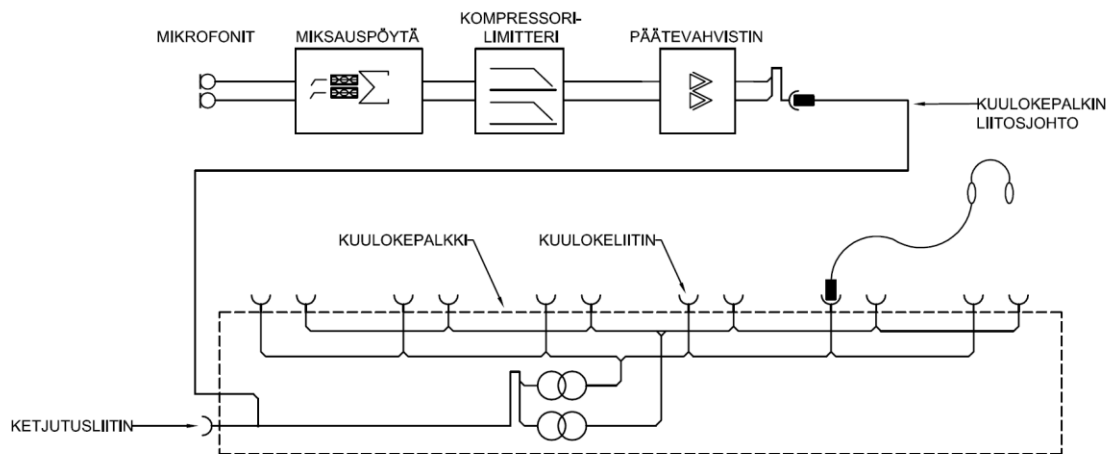 MIKROFONIT
MIKSAUSPÖYTÄ
KOMPRESSORI-
LIMITTERI
PÄÄTEVAHVISTIN
KUULOKEPALKIN
LIITOSJOHTO
KUULOKEPALKKI
KUULOKELIITIN
KETJUTUSLIITIN